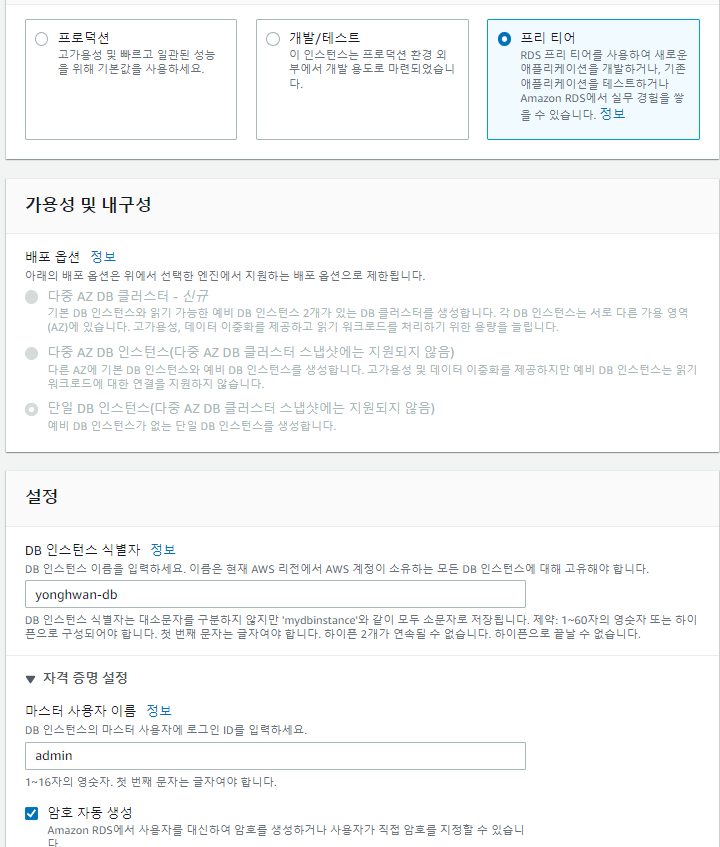 프로덕션
고가용성 및 빠르고 일관된 성능
을 위해 기본값을 사용하세요.
개발/테스트
이 인스턴스는 프로덕션 환경 외
부에서 개발 용도로 마련되었습니
다.
프리 티어
RDS 프리 티어를 사용하여 새로운
애플리케이션을 개발하거나, 기존
애플리케이션을 테스트하거나
Amazon RDS에서 실무 경험을 쌓
을 수 있습니다. 정보
가용성 및 내구성
배포 옵션 정보
아래의 배포 옵션은 위에서 선택한 엔진에서 지원하는 배포 옵션으로 제한됩니다.
다중 AZ DB 클러스터 - 신규
기본 DB 인스턴스와 읽기 가능한 예비 DB 인스턴스 2개가 있는 DB 클러스터를 생성합니다. 각 DB 인스턴스는 서로 다른 가용 영역
(AZ)에 있습니다. 고가용성, 데이터 이중화를 제공하고 읽기 워크로드를 처리하기 위한 용량을 늘립니다.
다중 AZ DB 인스턴스(다중 AZ DB 클러스터 스냅샷에는 지원되지 않음)
다른 AZ에 기본 DB 인스턴스와 예비 DB 인스턴스를 생성합니다. 고가용성 및 데이터 이중화를 제공하지만 예비 DB 인스턴스는 읽기
워크로드에 대한 연결을 지원하지 않습니다.
단일 DB 인스턴스(다중 AZ DB 클러스터 스냅샷에는 지원되지 않음)
예비 DB 인스턴스가 없는 단일 DB 인스턴스를 생성합니다.
설정
DB 인스턴스 식별자 정보
DB 인스턴스 이름을 입력하세요. 이름은 현재 AWS 리전에서 AWS 계정이 소유하는 모든 DB 인스턴스에 대해 고유해야 합니다.
yonghwan-db
DB 인스턴스 식별자는 대소문자를 구분하지 않지만 'mydbinstance'와 같이 모두 소문자로 저장됩니다. 제약: 1~60자의 영숫자 또는 하이
픈으로 구성되어야 합니다. 첫 번째 문자는 글자여야 합니다. 하이픈 2개가 연속될 수 없습니다. 하이픈으로 끝날 수 없습니다.
자격 증명 설정
마스터 사용자 이름 정보
DB 인스턴스의 마스터 사용자에 로그인 ID를 입력하세요.
admin
1~16자의 영숫자. 첫 번째 문자는 글자여야 합니다.
암호 자동 생성
Amazon RDS에서 사용자를 대신하여 암호를 생성하거나 사용자가 직접 암호를 지정할 수 있습니
다